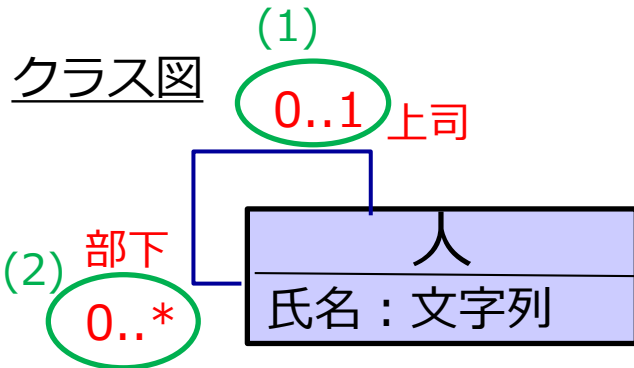 (1)
クラス図
0..1
上司
人
部下
(2)
0..*
氏名：文字列